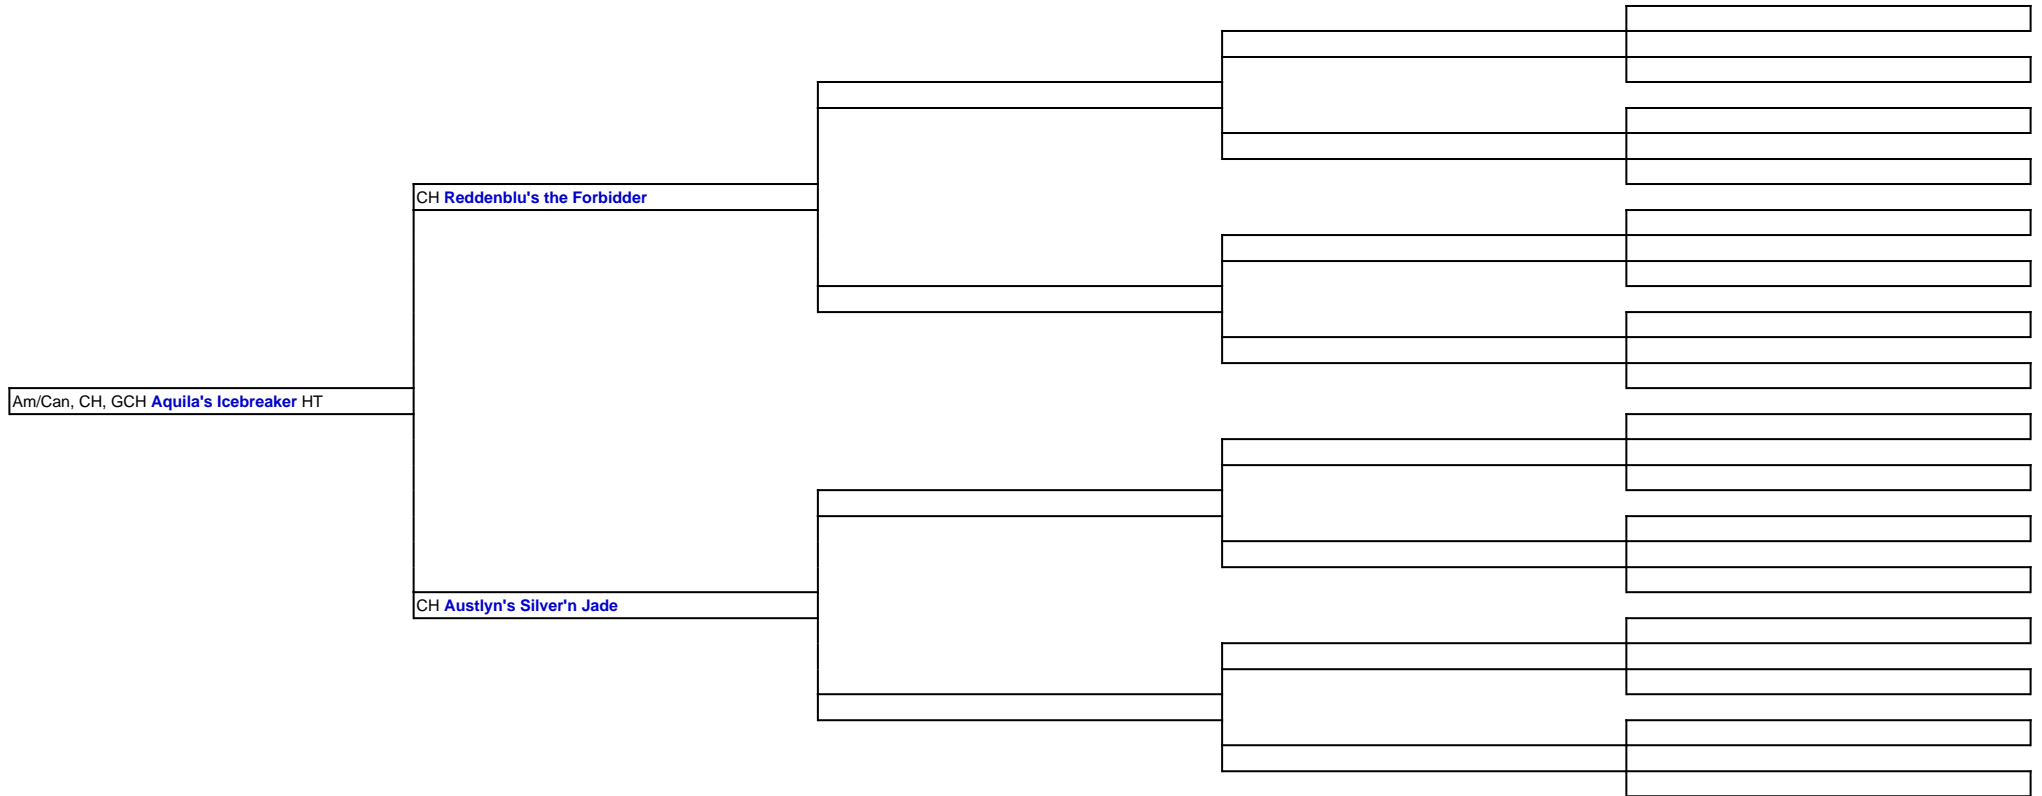 CH Reddenblu's the Forbidder
Am/Can, CH, GCH Aquila's Icebreaker HT
CH Austlyn's Silver'n Jade